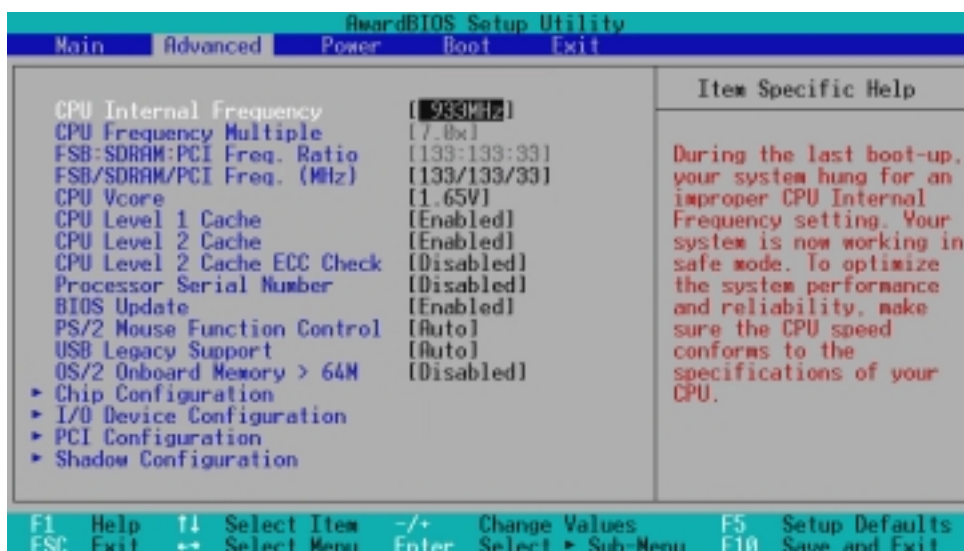 AwardBIOS Setup Utility
Main Advanced Power Boot Exit
CPU Internal Frequency [ 933MHz]
CPU Frequency Multiple [7.0x]
FSB:SDRAM:PCI Freq. Ratio [133:133:33]
FSB/SDRAM/PCI Freq. (MHz) [133/133/33]
CPU Vcore [1.65V]
CPU Level 1 Cache [Enabled]
CPU Level 2 Cache [Enabled]
CPU Level 2 Cache ECC Check [Disabled]
Processor Serial Number [Disabled]
BIOS Update [Enabled]
PS/2 Mouse Function Control [Auto]
USB Legacy Support [Auto]
OS/2 Onboard Memory > 64M [Disabled]
► Chip Configuration
► I/O Device Configuration
► PCI Configuration
► Shadow Configuration
Item Specific Help
During the last boot-up,
your system hung for an
improper CPU Internal
Frequency setting. Your
system is now working in
safe mode. To optimize
the system performance
and reliability, make
sure the CPU speed
conforms to the
specifications of your
CPU.
F1 Help ↑↓ Select Item -/+ Change Values F5 Setup Defaults
ESC Exit ↔ Select Menu Enter Select ► Sub-Menu F10 Save and Exit